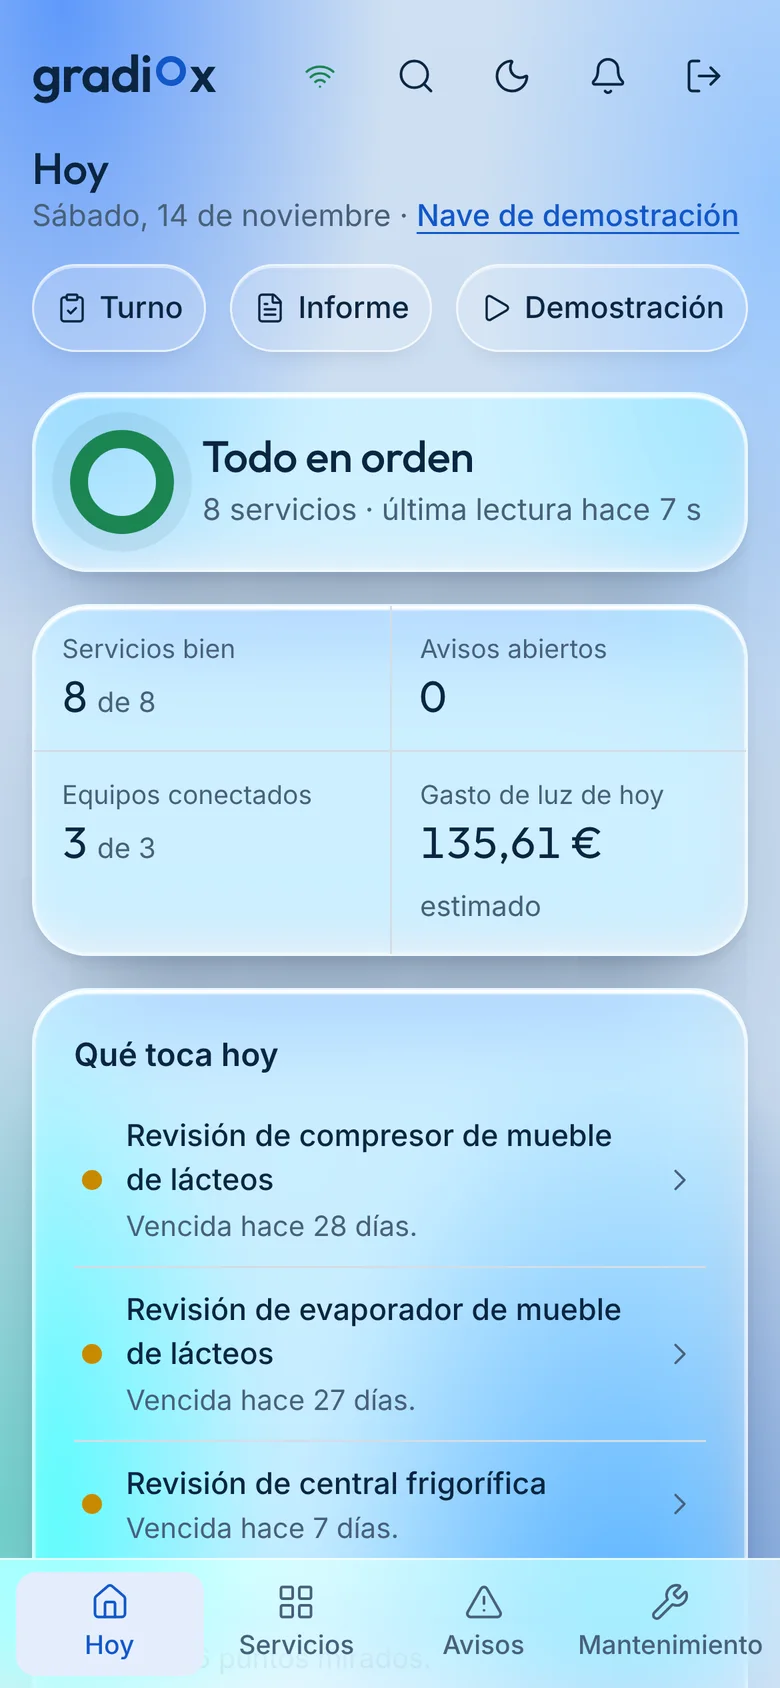 gradiox
Hoy
Sábado, 14 de noviembre · Nave de demostración
Turno
Informe
Demostración
Todo en orden
8 servicios · última lectura hace 7 s
Servicios bien
8 de 8
Avisos abiertos
0
Equipos conectados
3 de 3
Gasto de luz de hoy
135,61 €
estimado
Qué toca hoy
Revisión de compresor de mueble
de lácteos
Vencida hace 28 días.
Revisión de evaporador de mueble
de lácteos
Vencida hace 27 días.
Revisión de central frigorífica
Vencida hace 7 días.
puntos mirados.
Hoy
Servicios
Avisos
Mantenimiento